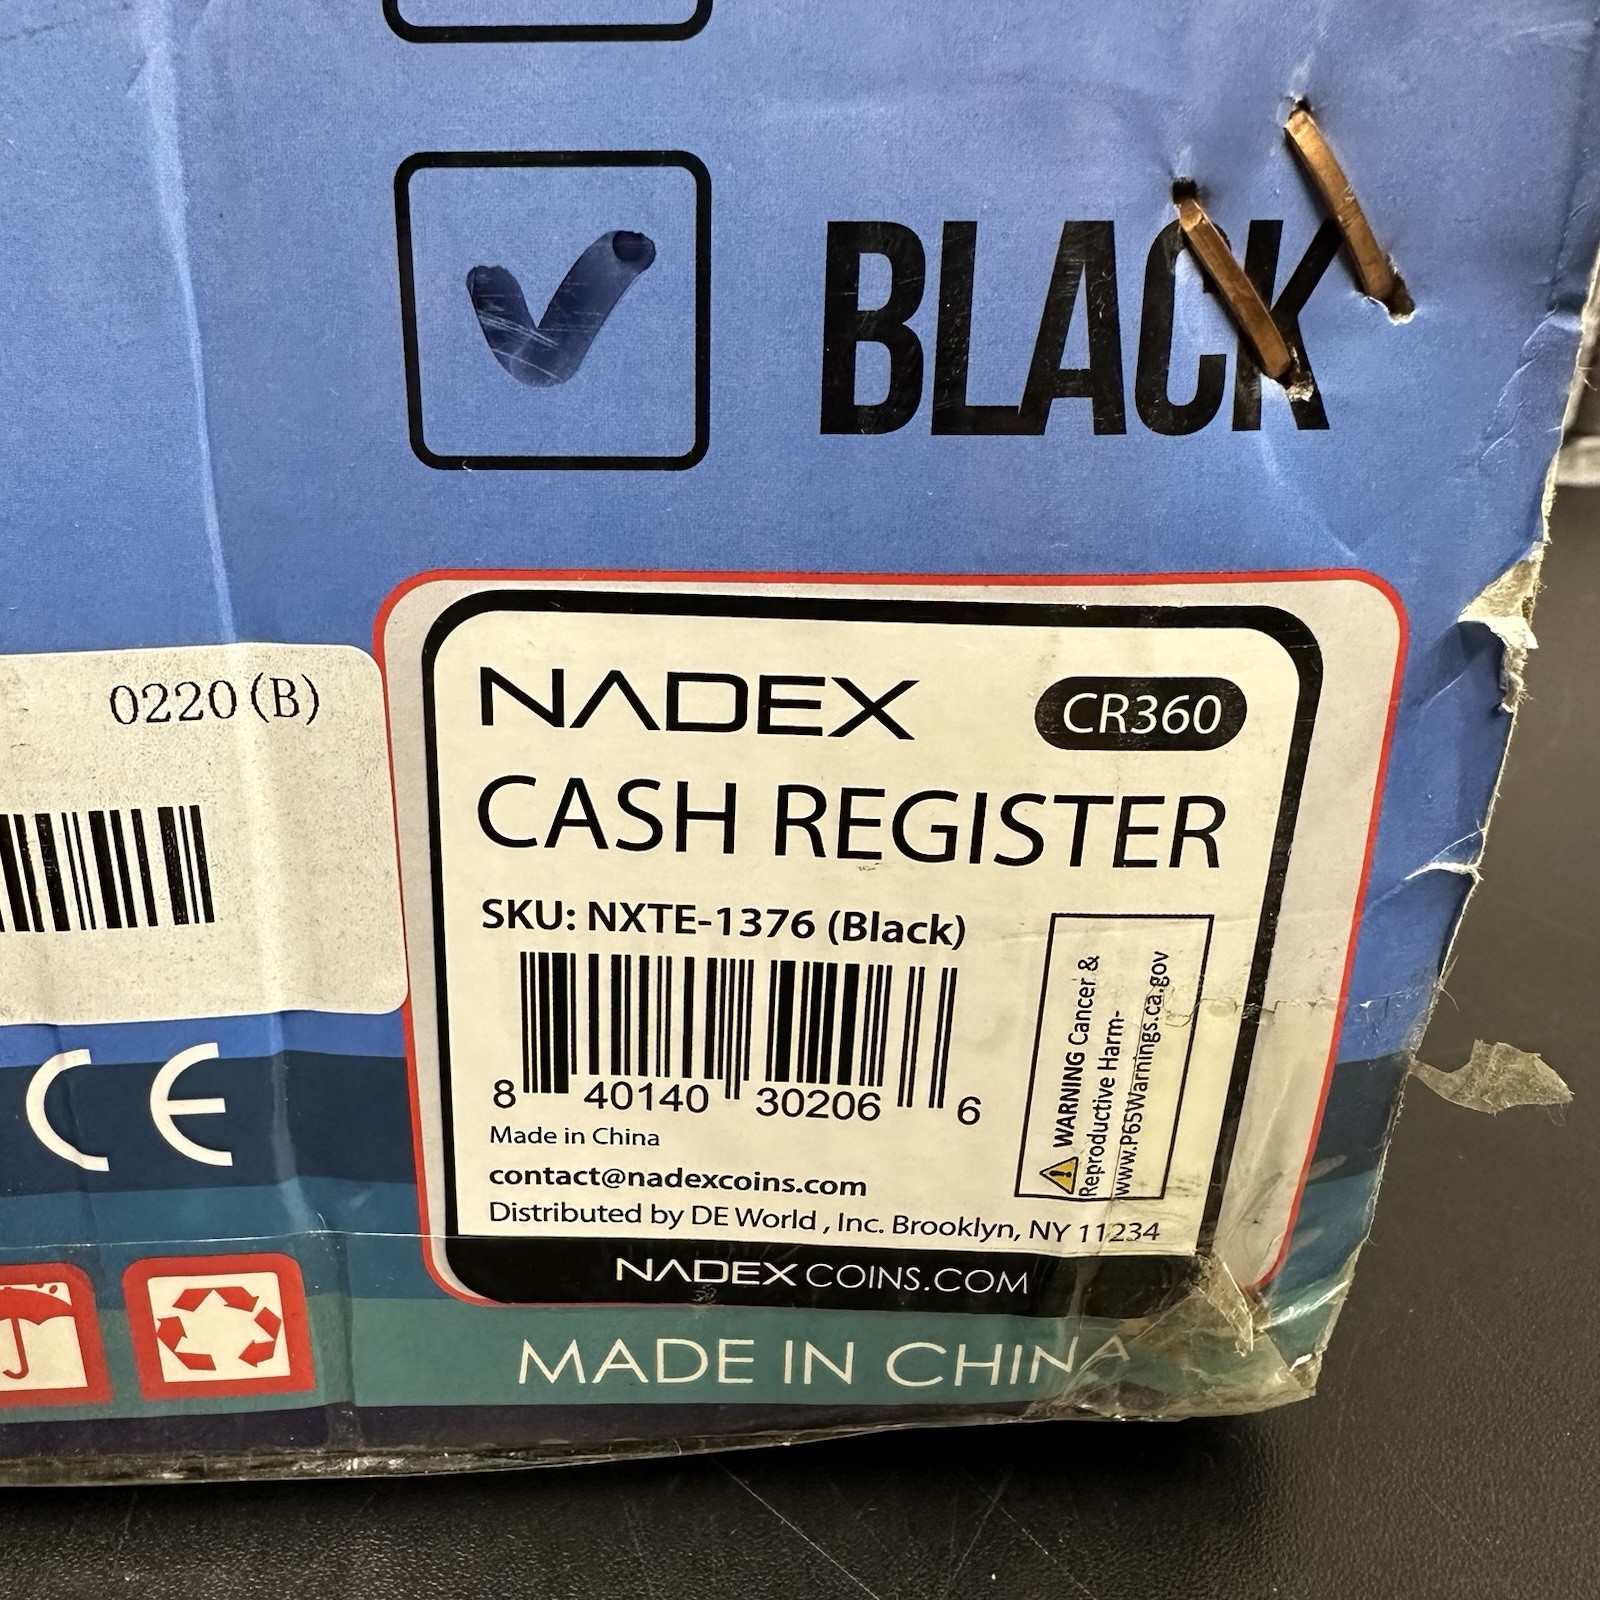 BLACK
0220(B)
NADEX
CR360
CASH REGISTER
SKU: NXTE-1376 (Black)
8 40140 30206 6
WARNING Cancer &
Reproductive Harm-
www.P65Warnings.ca.gov
Made in China
contact@nadexcoins.com
Distributed by DE World , Inc. Brooklyn, NY 11234
NADEXCOINS.COM
CE
MADE IN CHINA